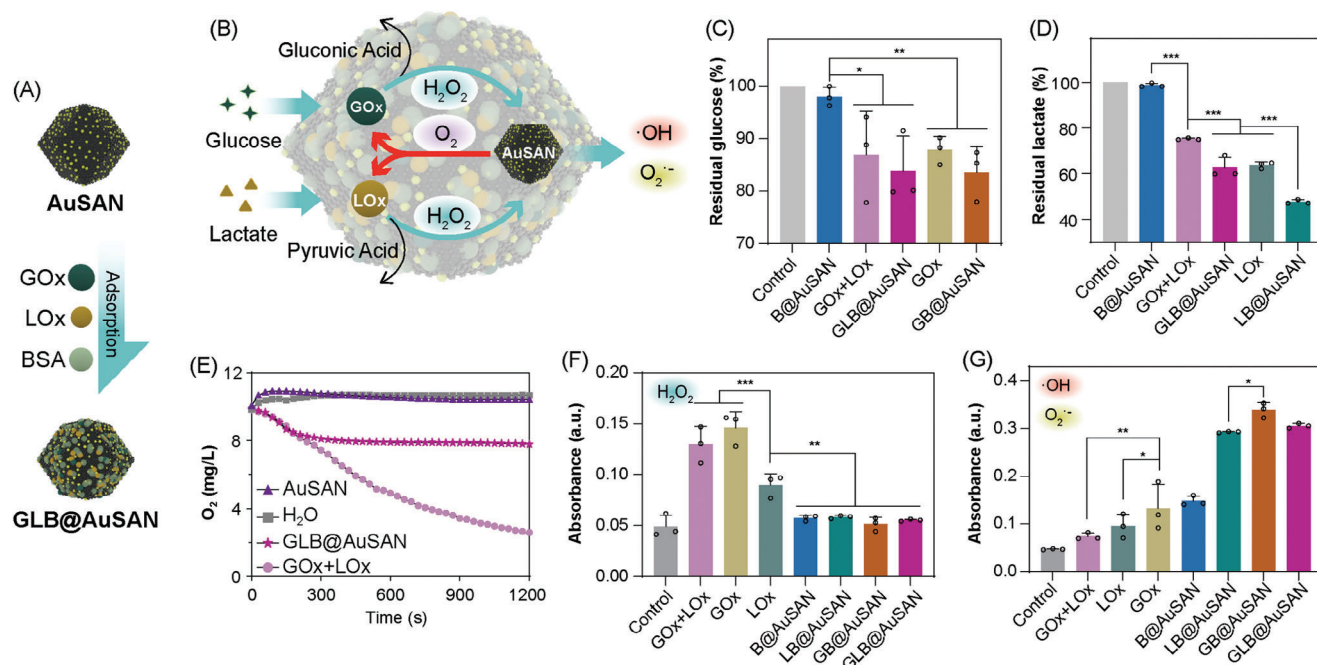 (A)
AuSAN
GOx
LOx
BSA
Adsorption
GLB@AuSAN
(B)
Gluconic Acid
H₂O₂
GOx
O₂
Glucose
AuSAN
·OH
O₂·⁻
LOx
Lactate
H₂O₂
Pyruvic Acid
(C)
Residual glucose (%)
100
90
80
70
*
**
Control
B@AuSAN
GOx+LOx
GLB@AuSAN
GOx
GB@AuSAN
(D)
Residual lactate (%)
100
80
60
40
***
***
***
Control
B@AuSAN
GOx+LOx
GLB@AuSAN
LOx
LB@AuSAN
(E)
O₂ (mg/L)
12
9
6
3
0
AuSAN
H₂O
GLB@AuSAN
GOx+LOx
0
300
600
900
1200
Time (s)
(F)
H₂O₂
Absorbance (a.u.)
0.20
0.15
0.10
0.05
0.00
***
**
Control
GOx+LOx
GOx
LOx
B@AuSAN
LB@AuSAN
GB@AuSAN
GLB@AuSAN
(G)
·OH
O₂·⁻
Absorbance (a.u.)
0.4
0.3
0.2
0.1
0.0
**
*
*
Control
GOx+LOx
LOx
GOx
B@AuSAN
LB@AuSAN
GB@AuSAN
GLB@AuSAN